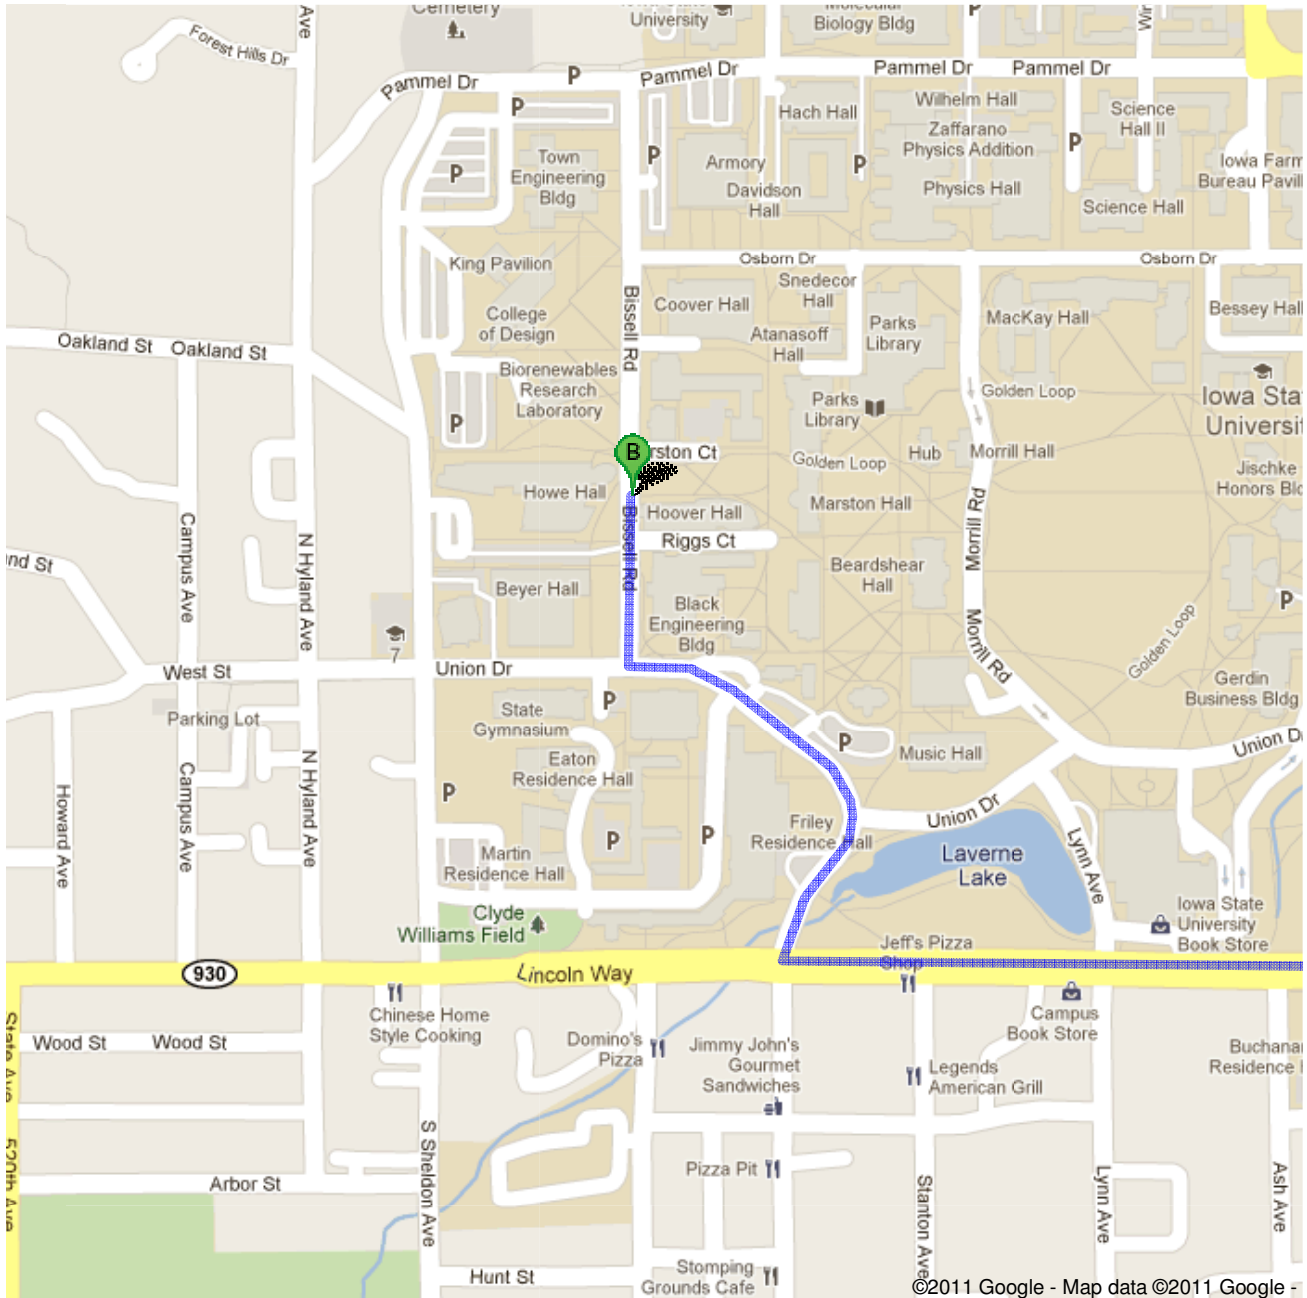 Cemetery
University
Molecular
Biology Bldg
P
Ave
Forest Hills Dr
Pammel Dr
P
Pammel Dr
Pammel Dr
Pammel Dr
P
Hach Hall
Wilhelm Hall
Science
Hall II
Zaffarano
Physics Addition
P
Town
Engineering
Bldg
P
Armory
P
P
Iowa Farm
P
Davidson
Hall
Physics Hall
Science Hall
King Pavilion
Osborn Dr
Osborn Dr
Snedecor
Hall
College
of Design
Bissell Rd
Coover Hall
Parks
Library
MacKay Hall
Bessey Hall
Atanasoff
Hall
Oakland St
Oakland St
Biorenewables
Research
Laboratory
P
Parks
Library
Golden Loop
Iowa
B
Ct
Golden Loop
Hub
Morrill Hall
Jischke
Honors
Howe Hall
Hoover Hall
Marston Hall
Morrill Rd
Campus Ave
N Hyland Ave
Bissell Rd
Riggs Ct
St
Beyer Hall
Beardshear
Hall
P
Black
Engineering
Bldg
Morrill Rd
Golden Loop
7
West St
Union Dr
Gerdin
Business Bldg
Parking Lot
State
Gymnasium
P
P
Music Hall
Union Dr
Eaton
Residence Hall
Howard Ave
Campus Ave
N Hyland Ave
P
P
P
Friley
Residence Hall
Union Dr
Lynn Ave
Martin
Residence Hall
Laverne
Lake
Clyde
Williams Field
Iowa State
University
Book Store
Jeff's Pizza
Shop
930
Lincoln Way
Chinese Home
Style Cooking
Campus
Book Store
State Ave
Wood St
Wood St
Domino's
Pizza
Jimmy John's
Gourmet
Sandwiches
Legends
American Grill
Residence
S Sheldon Ave
520th Ave
Arbor St
Pizza Pit
Stanton Ave
Lynn Ave
Ash Ave
Hunt St
Stomping
Grounds Cafe
©2011 Google - Map data ©2011 Google -